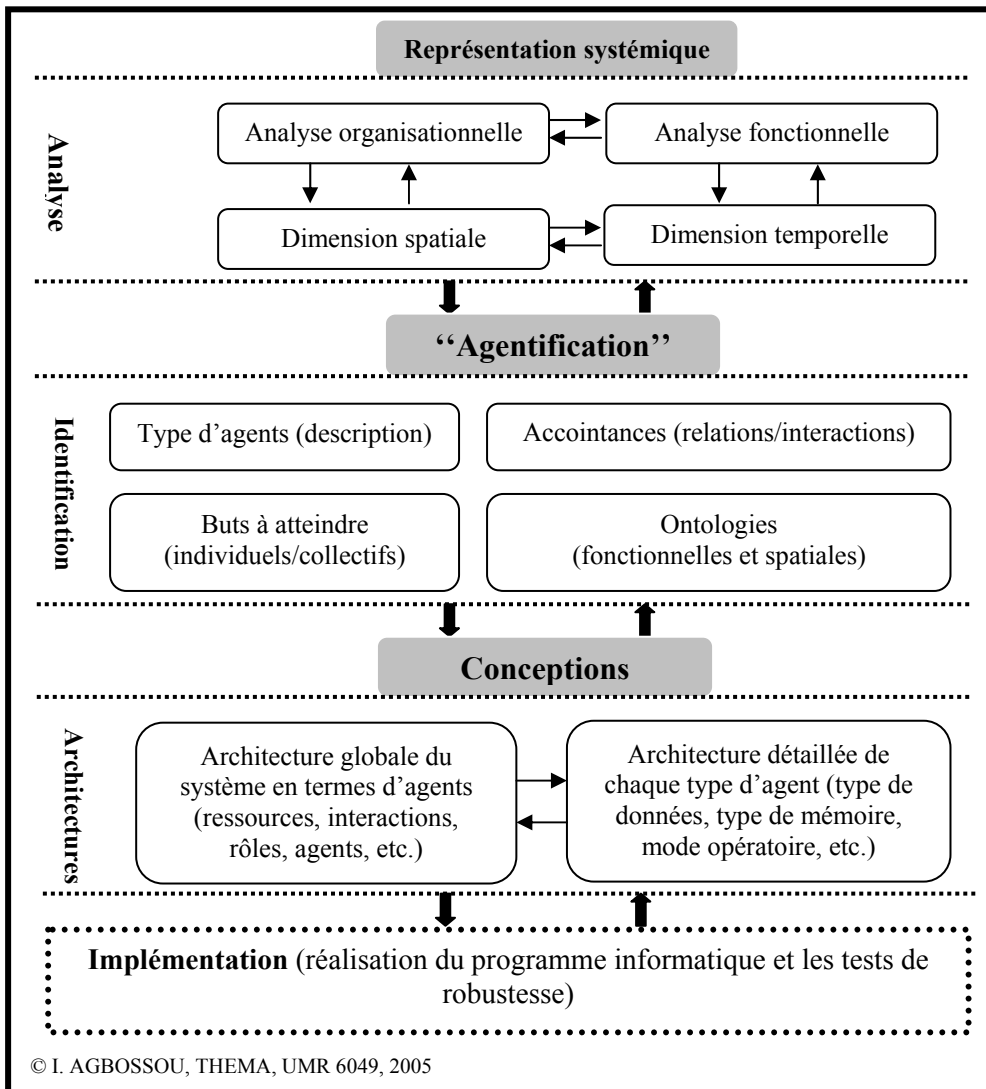 Représentation systémique
Analyse
Analyse organisationnelle
Analyse fonctionnelle
Dimension spatiale
Dimension temporelle
‘‘Agentification’’
Identification
Type d’agents (description)
Accointances (relations/interactions)
Buts à atteindre
(individuels/collectifs)
Ontologies
(fonctionnelles et spatiales)
Conceptions
Architectures
Architecture globale du
système en termes d’agents
(ressources, interactions,
rôles, agents, etc.)
Architecture détaillée de
chaque type d’agent (type de
données, type de mémoire,
mode opératoire, etc.)
Implémentation (réalisation du programme informatique et les tests de
robustesse)
© I. AGBOSSOU, THEMA, UMR 6049, 2005